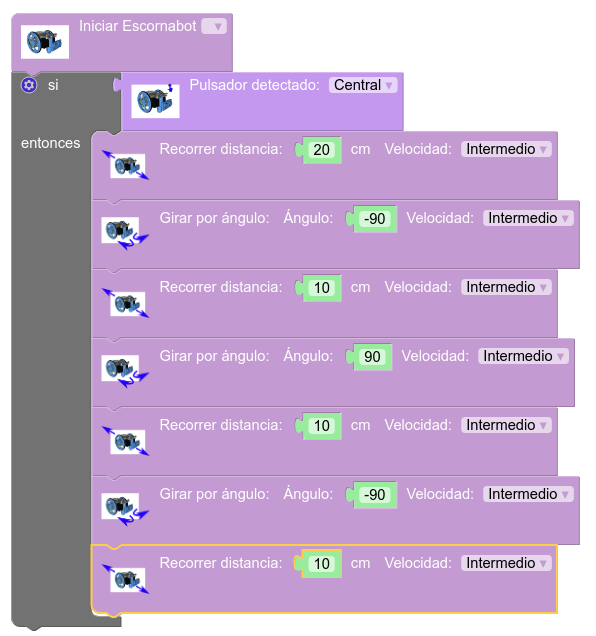 Iniciar Escornabot
si Pulsador detectado: Central
entonces
Recorrer distancia: 20 cm Velocidad: Intermedio
Girar por ángulo: Ángulo: -90 Velocidad: Intermedio
Recorrer distancia: 10 cm Velocidad: Intermedio
Girar por ángulo: Ángulo: 90 Velocidad: Intermedio
Recorrer distancia: 10 cm Velocidad: Intermedio
Girar por ángulo: Ángulo: -90 Velocidad: Intermedio
Recorrer distancia: 10 cm Velocidad: Intermedio